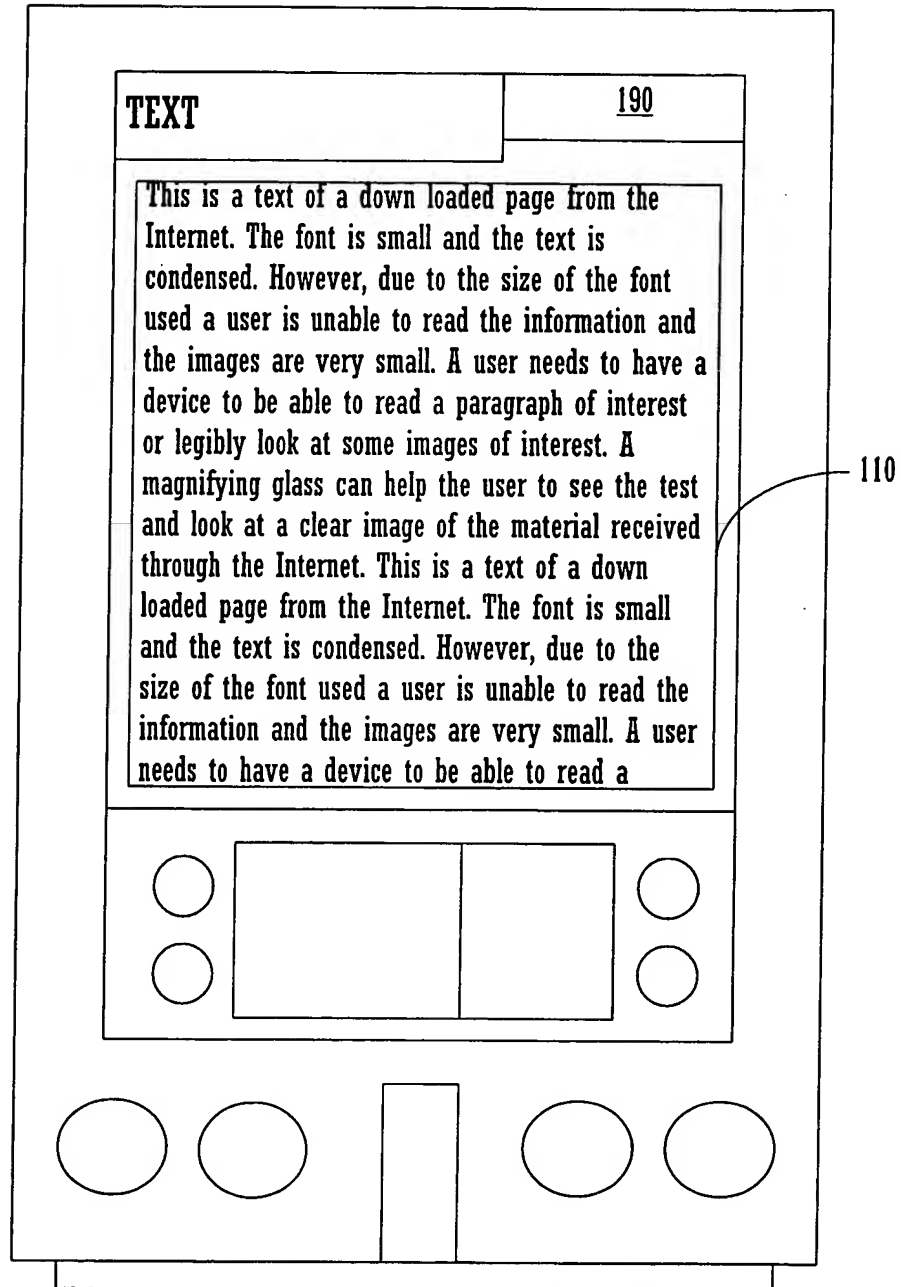 TEXT
190
This is a text of a down loaded page from the
Internet. The font is small and the text is
condensed. However, due to the size of the font
used a user is unable to read the information and
the images are very small. A user needs to have a
device to be able to read a paragraph of interest
or legibly look at some images of interest. A
magnifying glass can help the user to see the test
and look at a clear image of the material received
through the Internet. This is a text of a down
loaded page from the Internet. The font is small
and the text is condensed. However, due to the
size of the font used a user is unable to read the
information and the images are very small. A user
needs to have a device to be able to read a
110